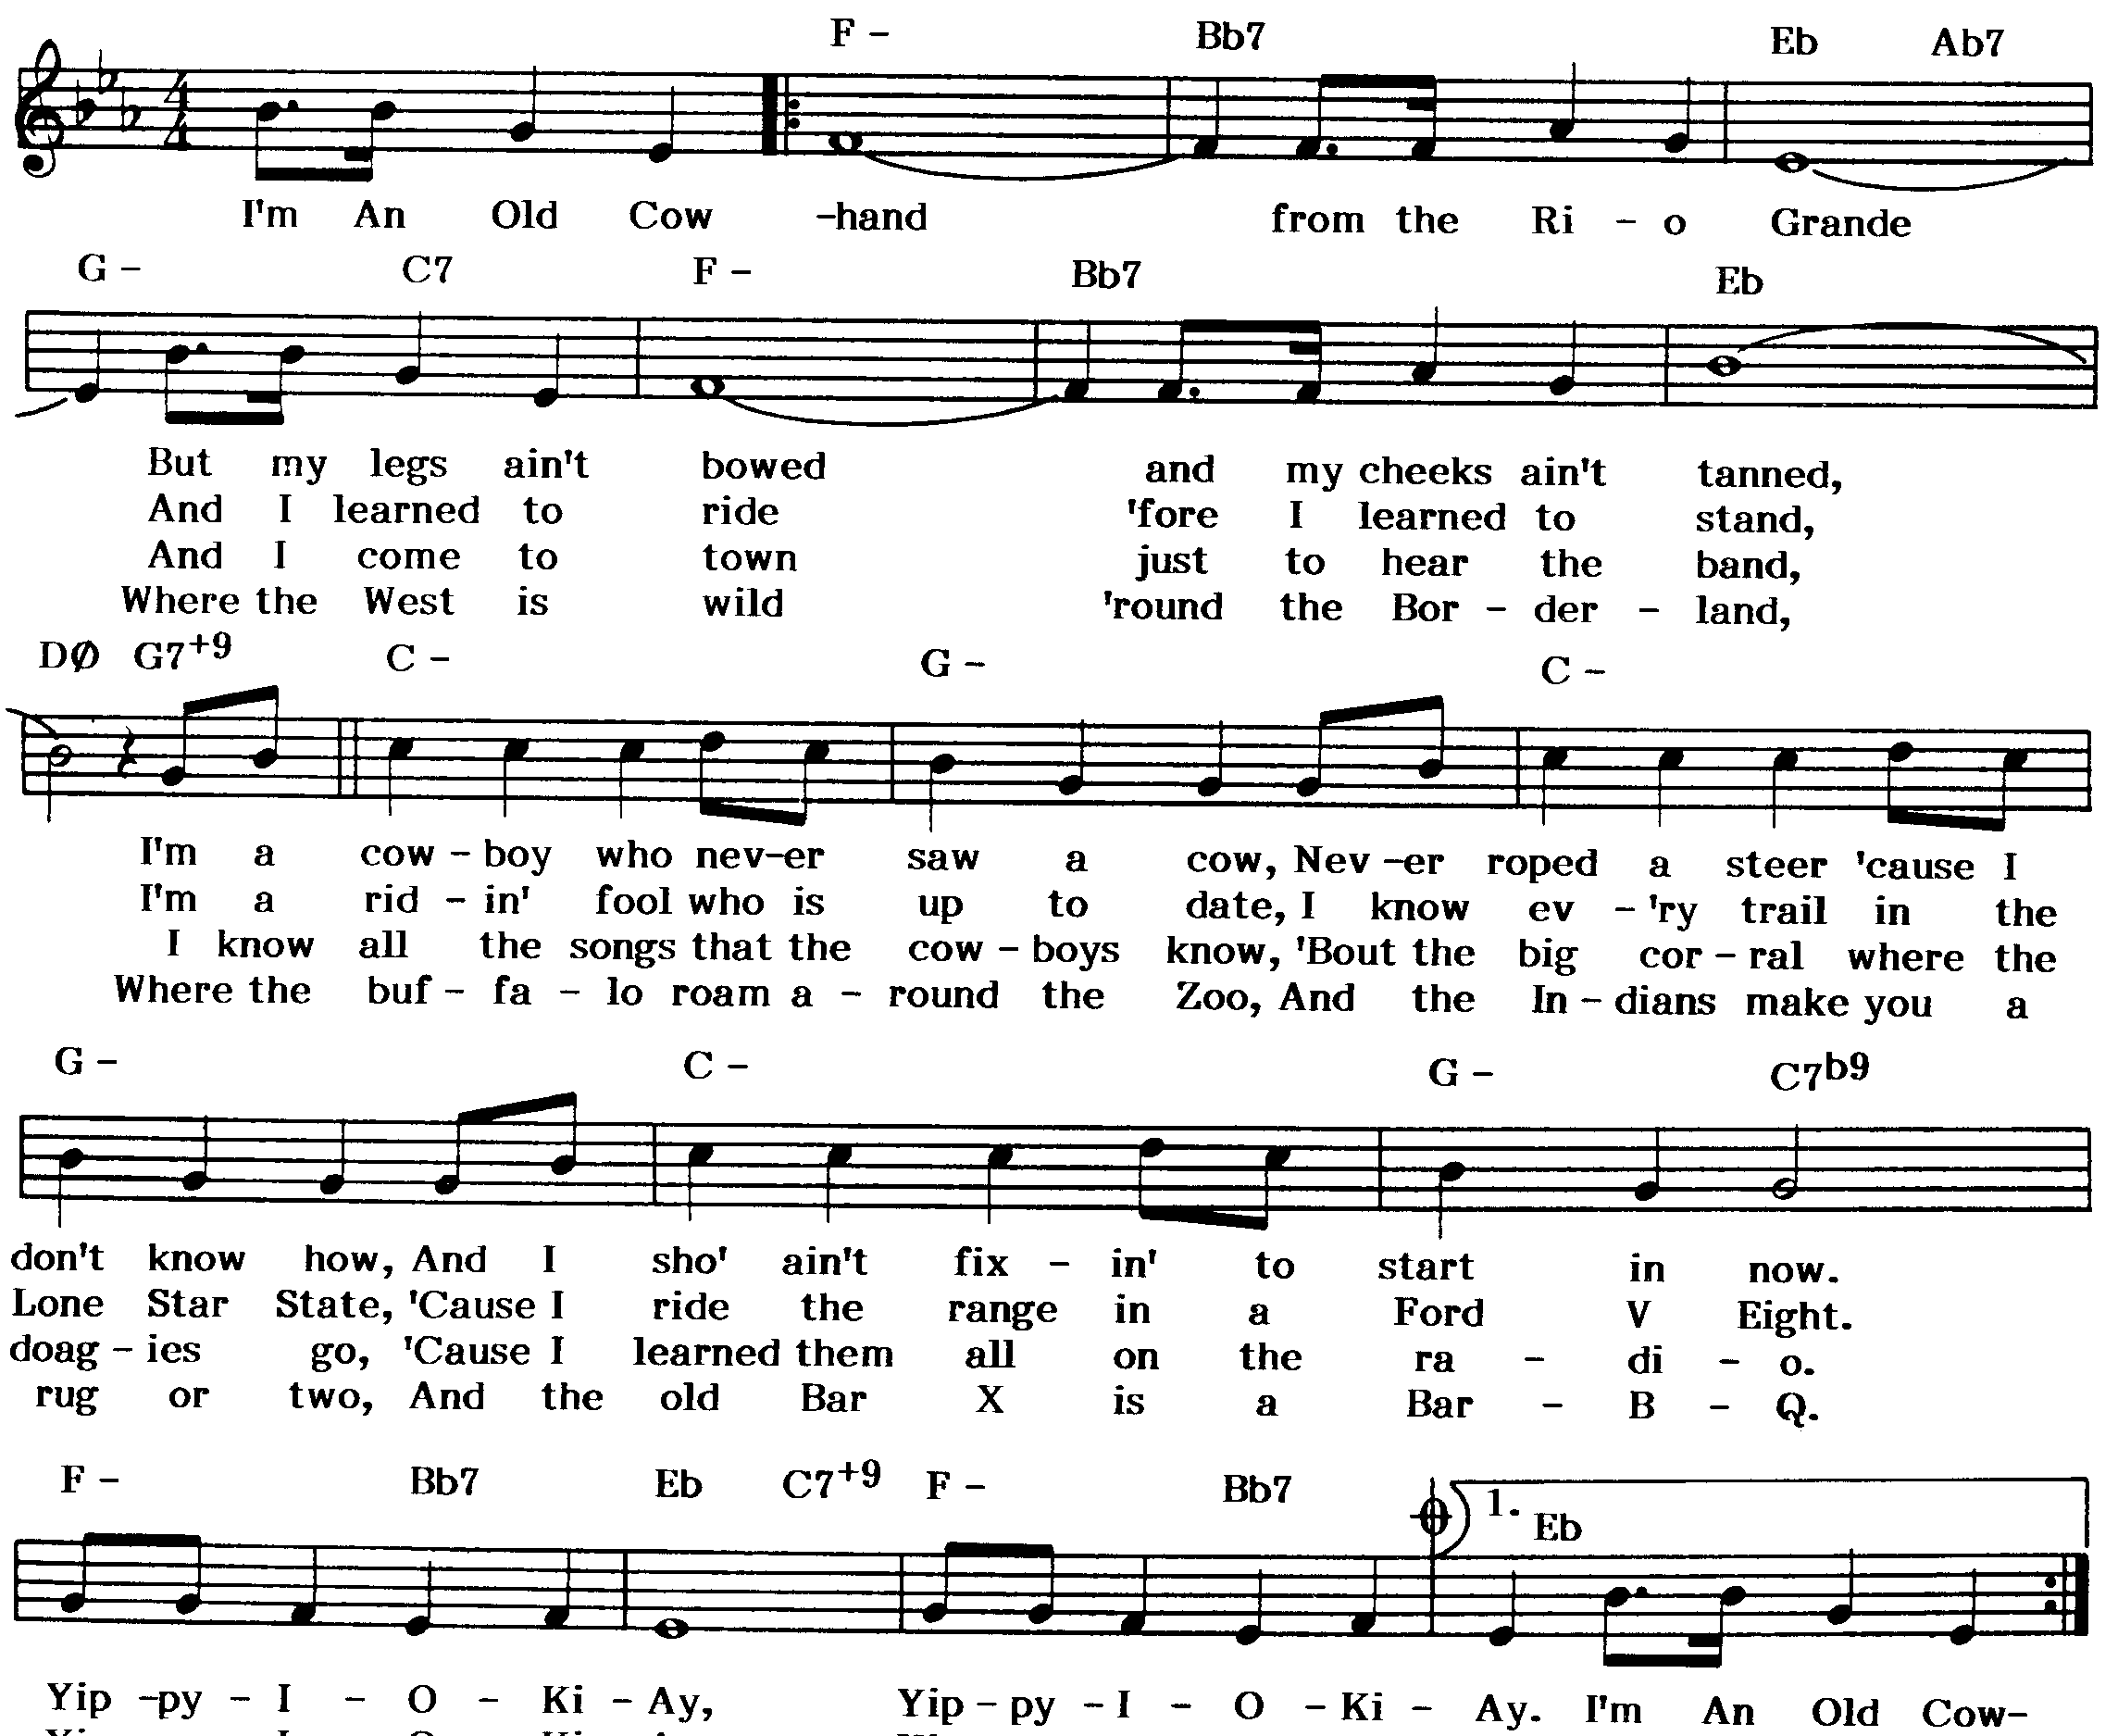 F - Bb7 Eb Ab7
4
4
I'm An Old Cow -hand from the Ri - o Grande
G - C7 F - Bb7 Eb
But my legs ain't bowed and my cheeks ain't tanned,
And I learned to ride 'fore I learned to stand,
And I come to town just to hear the band,
Where the West is wild 'round the Bor - der - land,
DØ G7+9 C - G - C -
I'm a cow - boy who nev-er saw a cow, Nev -er roped a steer 'cause I
I'm a rid - in' fool who is up to date, I know ev - 'ry trail in the
I know all the songs that the cow - boys know, 'Bout the big cor - ral where the
Where the buf - fa - lo roam a - round the Zoo, And the In - dians make you a
G - C - G - C7b9
don't know how, And I sho' ain't fix - in' to start in now.
Lone Star State, 'Cause I ride the range in a Ford V Eight.
doag - ies go, 'Cause I learned them all on the ra - di - o.
rug or two, And the old Bar X is a Bar - B - Q.
F - Bb7 Eb C7+9 F - Bb7 1. Eb
Yip -py - I - O - Ki - Ay, Yip - py - I - O - Ki - Ay. I'm An Old Cow-